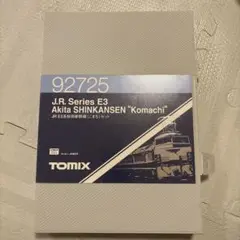 92725
J.R. Series E3
Akita SHINKANSEN "Komachi"
TOMIX